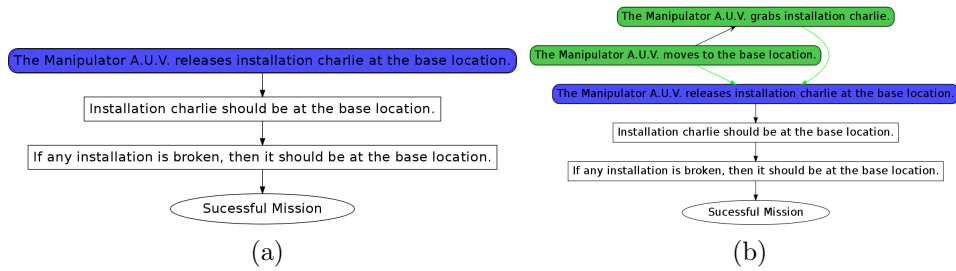 The Manipulator A.U.V. releases installation charlie at the base location.
Installation charlie should be at the base location.
If any installation is broken, then it should be at the base location.
Sucessful Mission
(a)
The Manipulator A.U.V. grabs installation charlie.
The Manipulator A.U.V. moves to the base location.
The Manipulator A.U.V. releases installation charlie at the base location.
Installation charlie should be at the base location.
If any installation is broken, then it should be at the base location.
Sucessful Mission
(b)